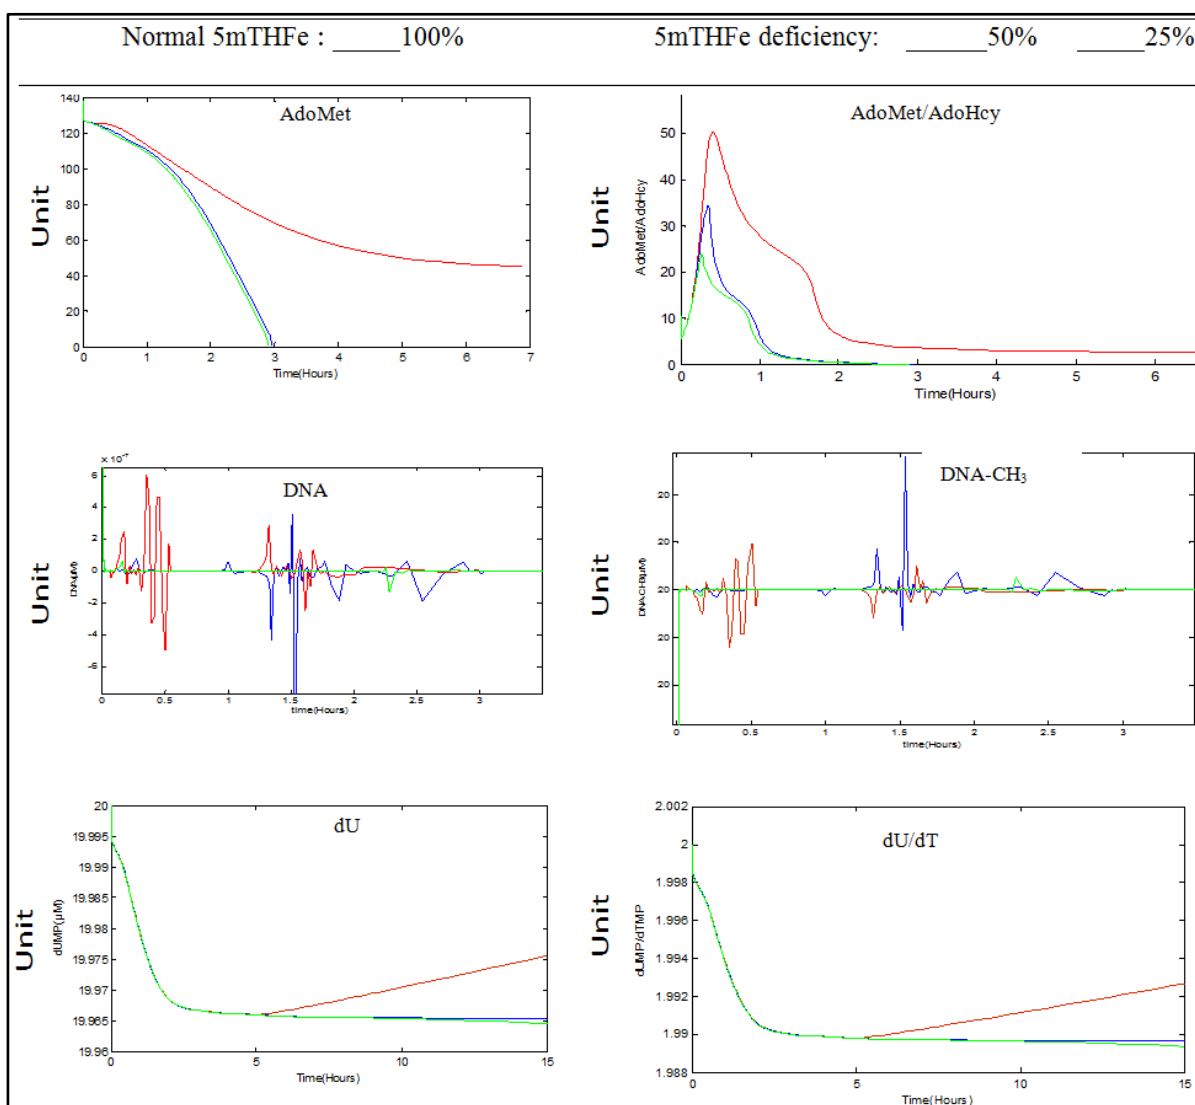 Normal 5mTHFe : _____100% 5mTHFe deficiency: ______50% ______25%
AdoMet
Unit
140
120
100
80
60
40
20
0
0 1 2 3 4 5 6 7
Time(Hours)
AdoMet/AdoHcy
Unit
AdoMet/AdoHcy
50
40
30
20
10
0
0 1 2 3 4 5 6
Time(Hours)
DNA
Unit
6
4
2
0
-2
-4
-6
0 0.5 1 1.5 2 2.5 3
time(Hours)
DNA-CH3
Unit
20
20
20
20
20
0 0.5 1 1.5 2 2.5 3
time(Hours)
dU
Unit
dUMP(µM)
20
19.995
19.99
19.985
19.98
19.975
19.97
19.965
19.96
0 5 10 15
Time(Hours)
dU/dT
Unit
dUMP/dTMP
2.002
2
1.998
1.996
1.994
1.992
1.99
1.988
0 5 10 15
Time(Hours)